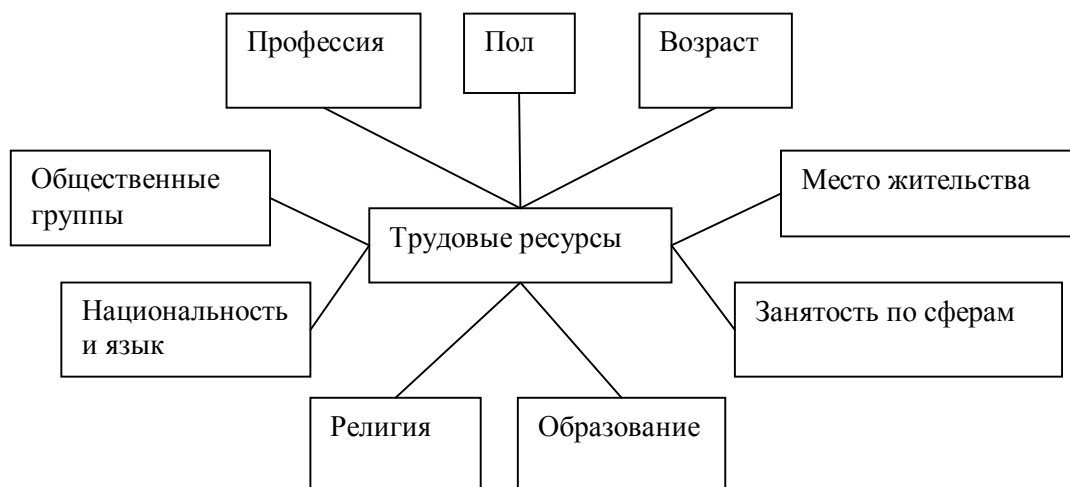 Профессия
Пол
Возраст
Общественные
группы
Место жительства
Трудовые ресурсы
Национальность
и язык
Занятость по сферам
Религия
Образование